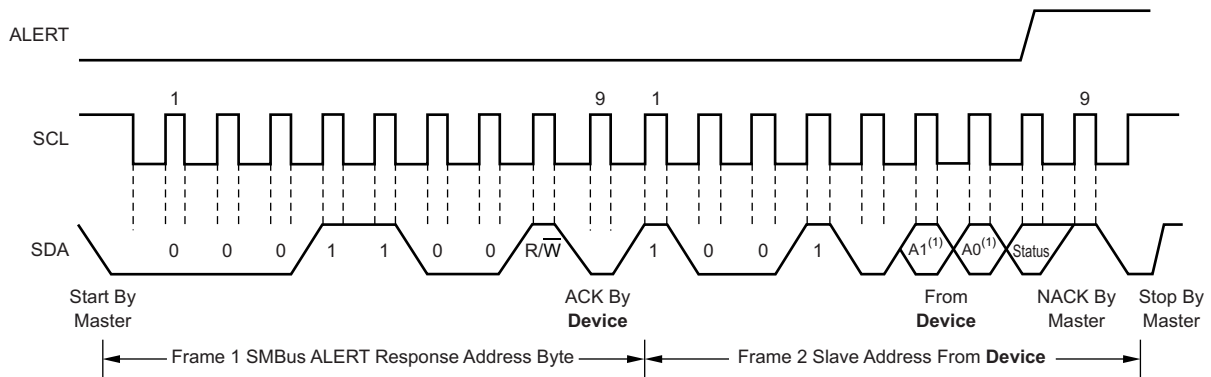 ALERT
1 9 1 9
SCL
SDA 0 0 0 1 1 0 0 R/W̅ 1 0 0 1 A1(1) A0(1) Status
Start By
Master
ACK By
Device
From
Device
NACK By
Master
Stop By
Master
Frame 1 SMBus ALERT Response Address Byte
Frame 2 Slave Address From Device